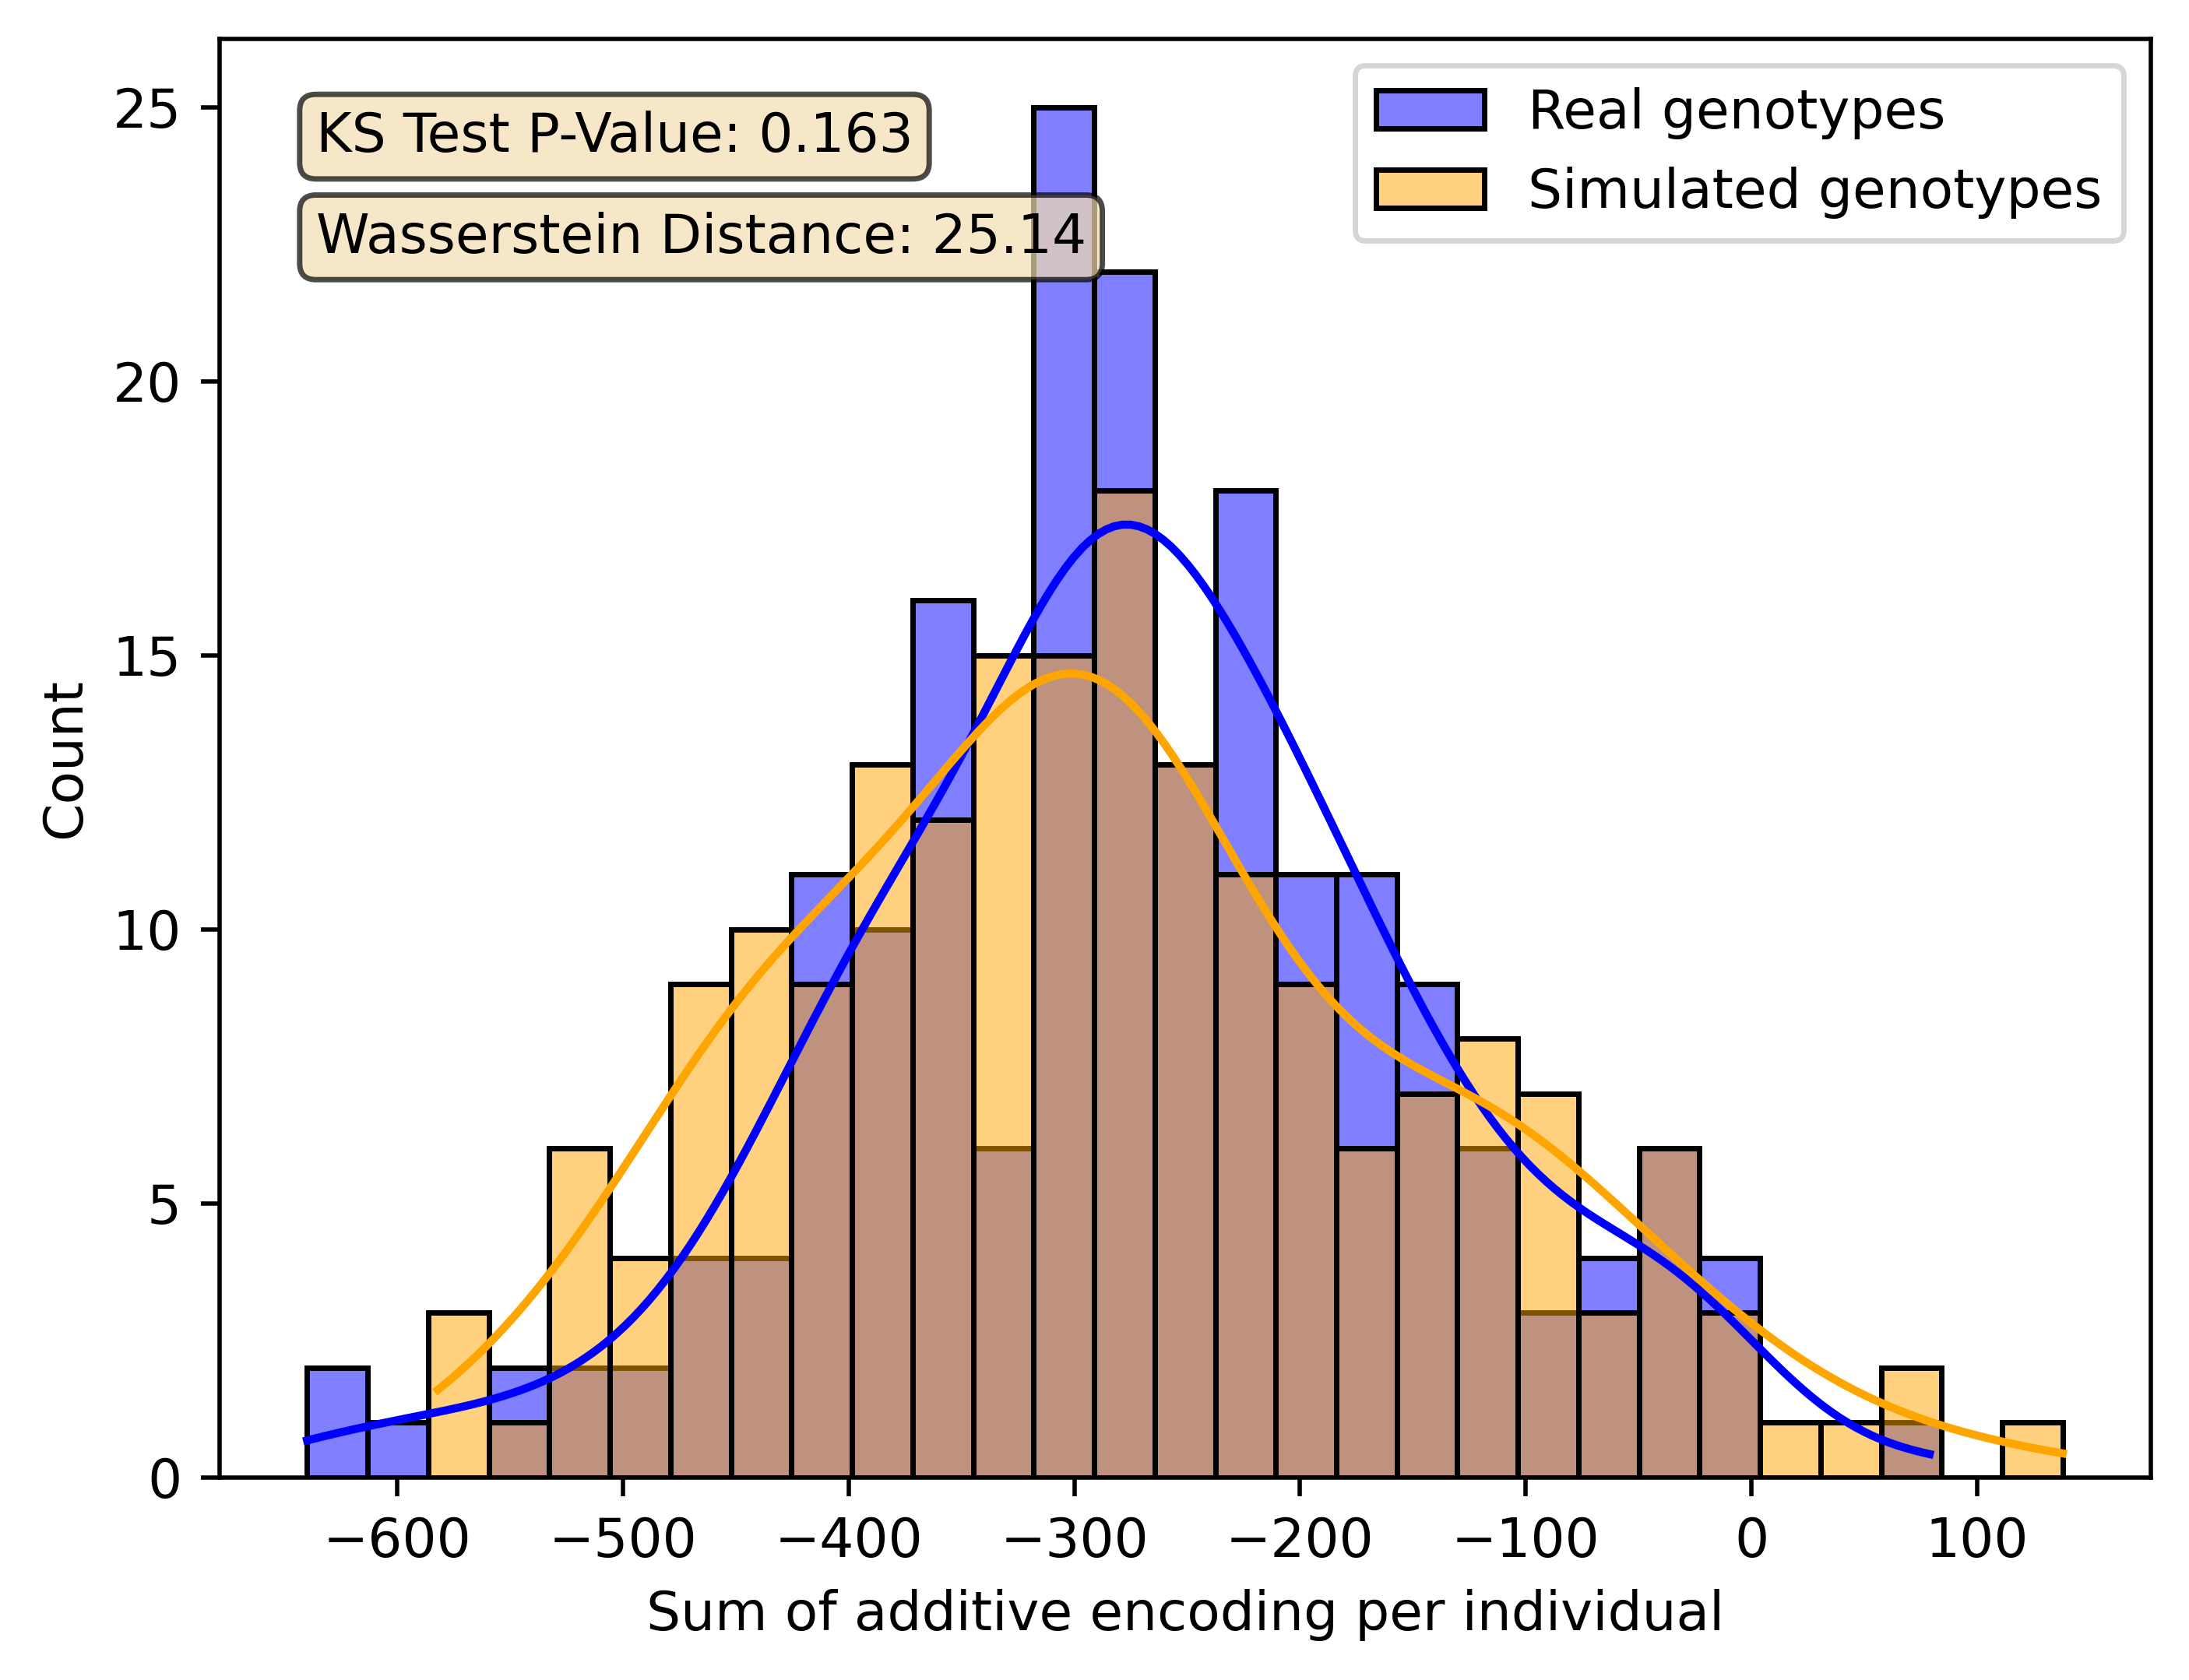 KS Test P-Value: 0.163
Wasserstein Distance: 25.14
Real genotypes
Simulated genotypes
Count
25
20
15
10
5
0
−600 −500 −400 −300 −200 −100 0 100
Sum of additive encoding per individual